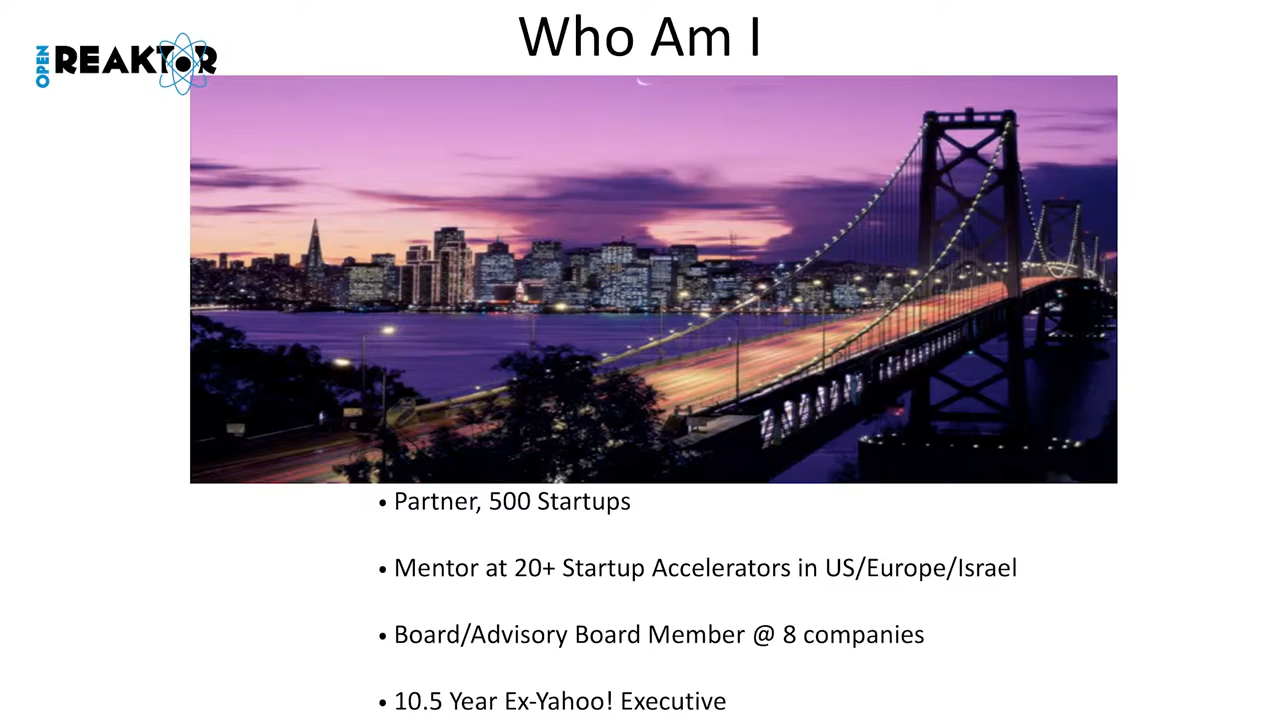 Who Am I
OPEN REAKTOR
• Partner, 500 Startups
• Mentor at 20+ Startup Accelerators in US/Europe/Israel
• Board/Advisory Board Member @ 8 companies
• 10.5 Year Ex-Yahoo! Executive